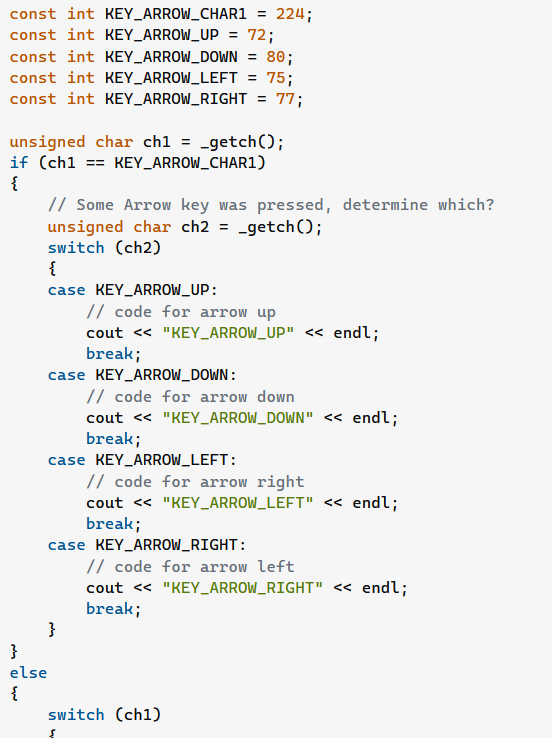 const int KEY_ARROW_CHAR1 = 224;
const int KEY_ARROW_UP = 72;
const int KEY_ARROW_DOWN = 80;
const int KEY_ARROW_LEFT = 75;
const int KEY_ARROW_RIGHT = 77;

unsigned char ch1 = _getch();
if (ch1 == KEY_ARROW_CHAR1)
{
    // Some Arrow key was pressed, determine which?
    unsigned char ch2 = _getch();
    switch (ch2)
    {
    case KEY_ARROW_UP:
        // code for arrow up
        cout << "KEY_ARROW_UP" << endl;
        break;
    case KEY_ARROW_DOWN:
        // code for arrow down
        cout << "KEY_ARROW_DOWN" << endl;
        break;
    case KEY_ARROW_LEFT:
        // code for arrow right
        cout << "KEY_ARROW_LEFT" << endl;
        break;
    case KEY_ARROW_RIGHT:
        // code for arrow left
        cout << "KEY_ARROW_RIGHT" << endl;
        break;
    }
}
else
{
    switch (ch1)
    {